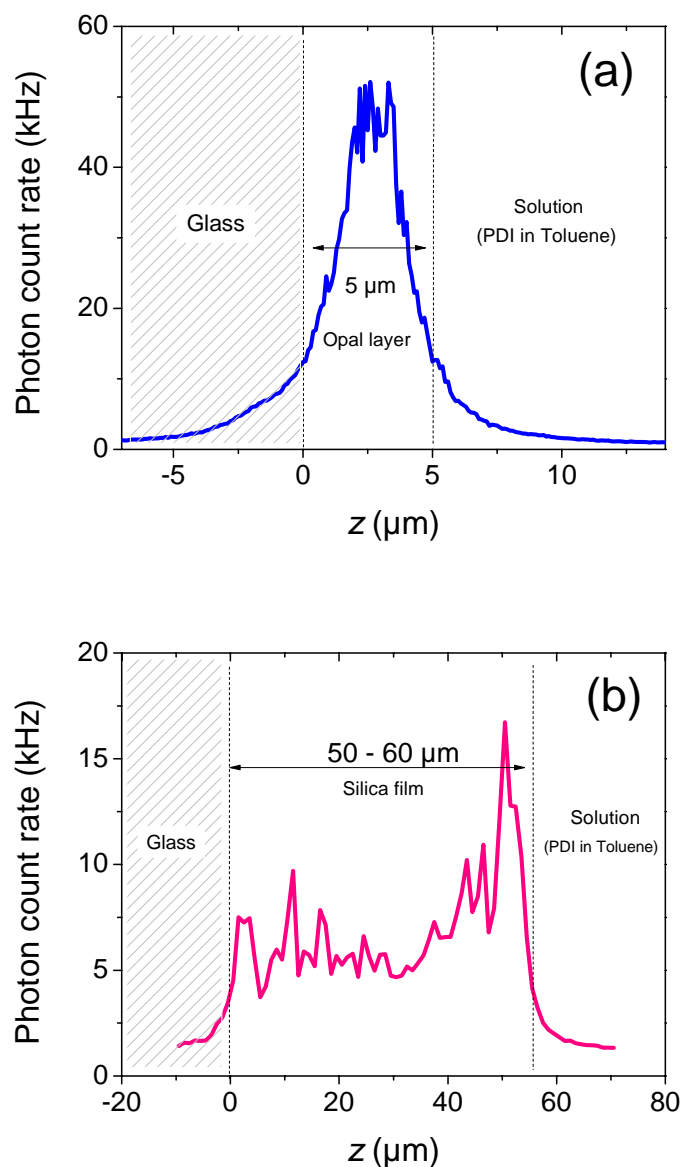 (a)
Photon count rate (kHz)
60
40
20
0
Glass
Solution
(PDI in Toluene)
5 µm
Opal layer
-5
0
5
10
z (µm)
(b)
Photon count rate (kHz)
20
15
10
5
0
50 - 60 µm
Silica film
Glass
Solution
(PDI in Toluene)
-20
0
20
40
60
80
z (µm)